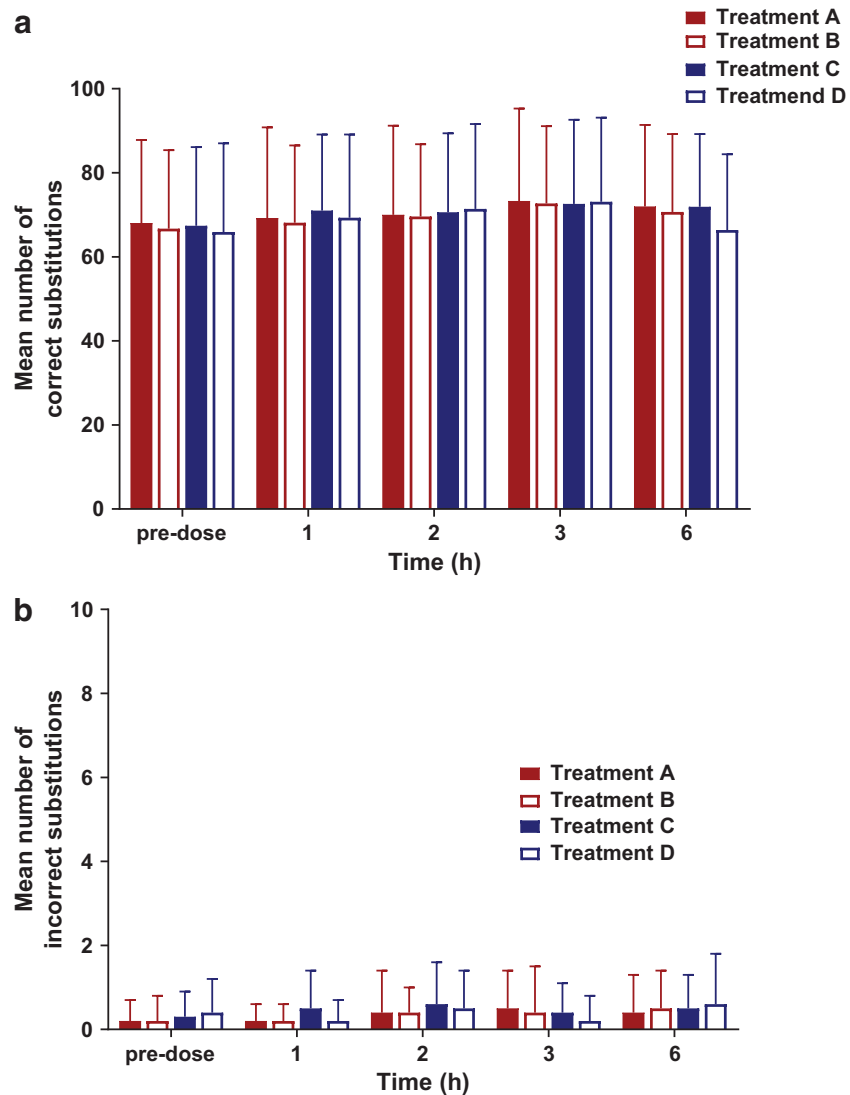 a
Treatment A
Treatment B
Treatment C
Treatmend D
100
80
60
40
20
0
Mean number of
correct substitutions
pre-dose 1 2 3 6
Time (h)
b
10
8
6
4
2
0
Mean number of
incorrect substitutions
Treatment A
Treatment B
Treatment C
Treatment D
pre-dose 1 2 3 6
Time (h)